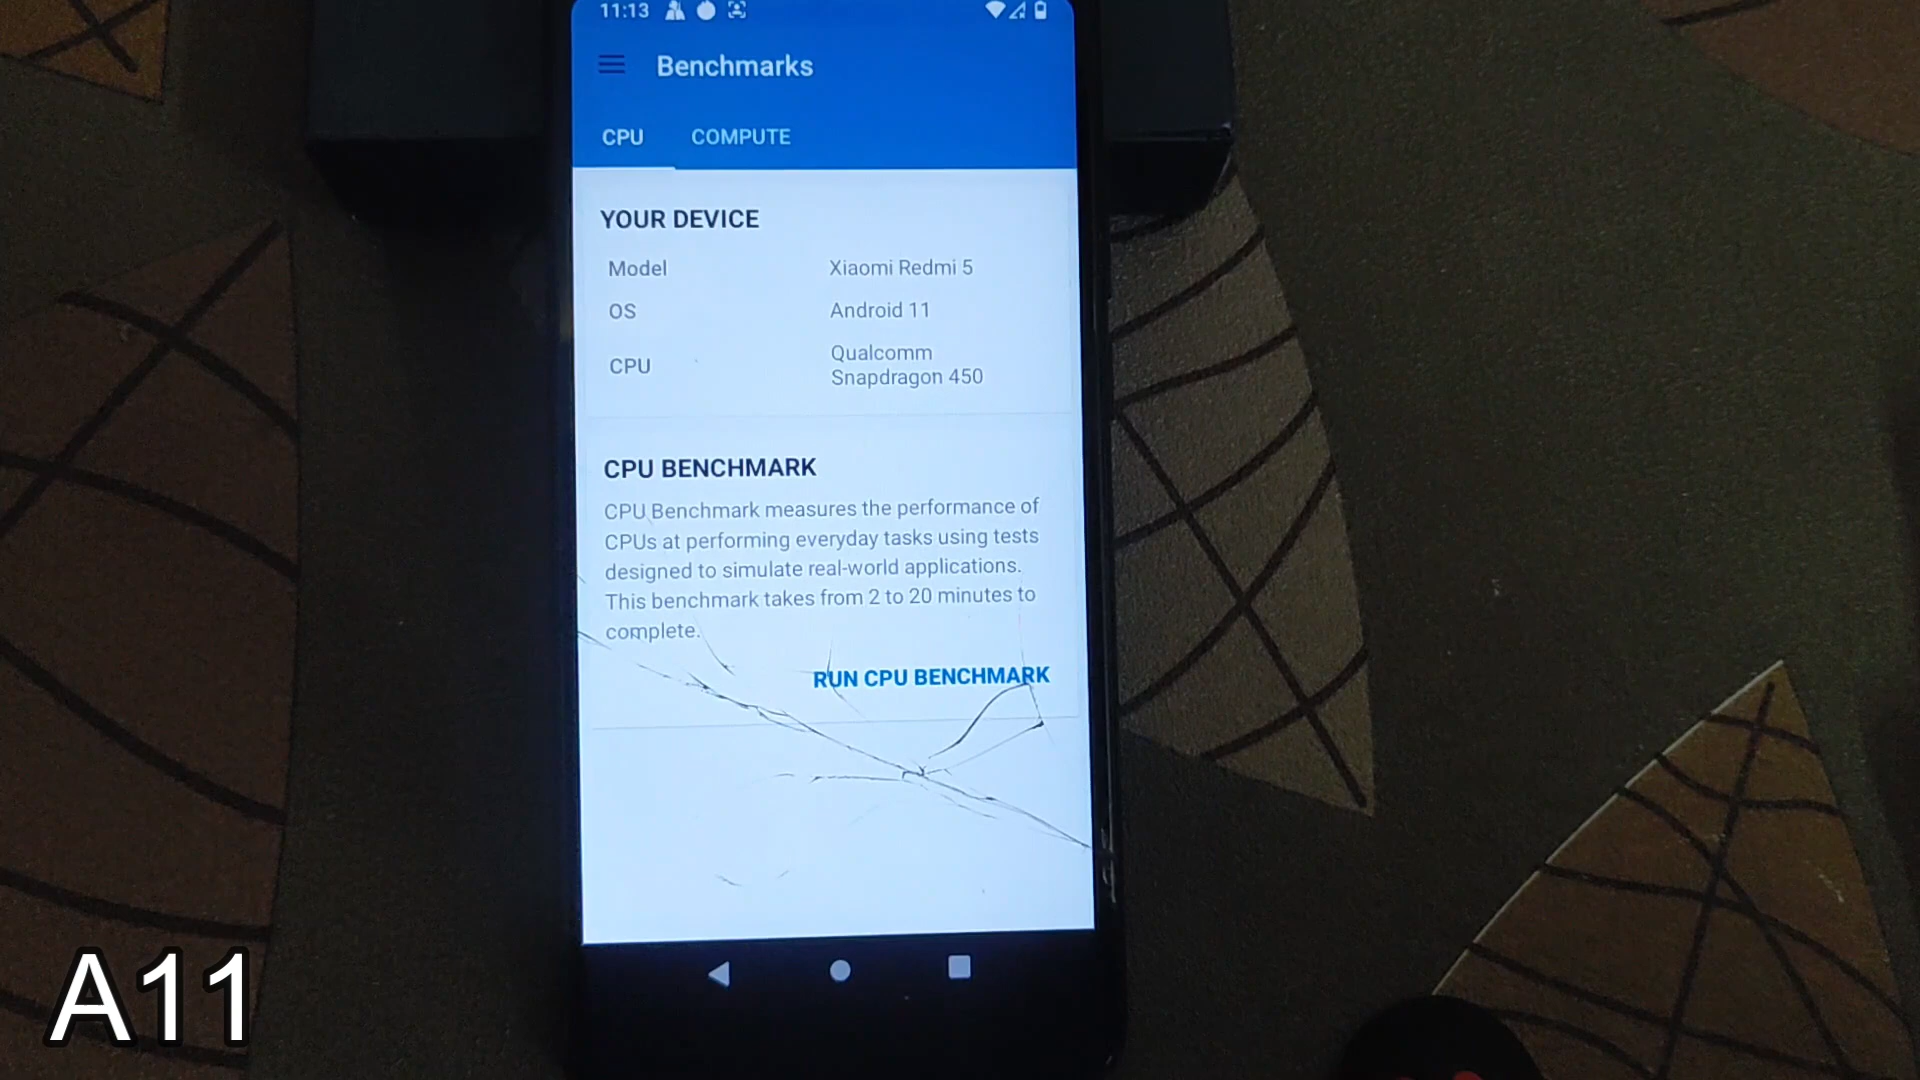 11:13
Benchmarks
CPU COMPUTE
YOUR DEVICE
Model Xiaomi Redmi 5
OS Android 11
CPU Qualcomm
Snapdragon 450
CPU BENCHMARK
CPU Benchmark measures the performance of
CPUs at performing everyday tasks using tests
designed to simulate real-world applications.
This benchmark takes from 2 to 20 minutes to
complete.
RUN CPU BENCHMARK
A11